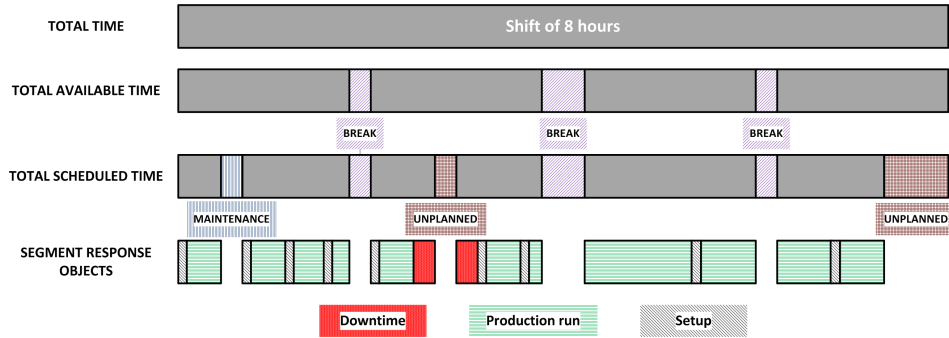 TOTAL TIME
Shift of 8 hours
TOTAL AVAILABLE TIME
BREAK
BREAK
BREAK
TOTAL SCHEDULED TIME
MAINTENANCE
UNPLANNED
UNPLANNED
SEGMENT RESPONSE
OBJECTS
Downtime
Production run
Setup